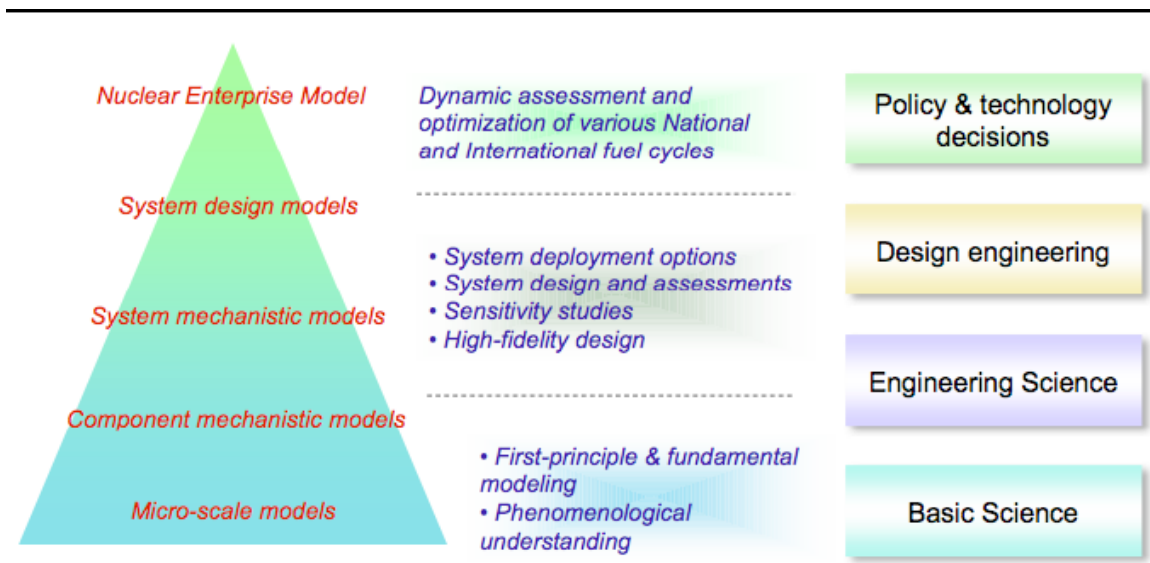 Nuclear Enterprise Model
System design models
System mechanistic models
Component mechanistic models
Micro-scale models
Dynamic assessment and
optimization of various National
and International fuel cycles
• System deployment options
• System design and assessments
• Sensitivity studies
• High-fidelity design
• First-principle & fundamental
modeling
• Phenomenological
understanding
Policy & technology
decisions
Design engineering
Engineering Science
Basic Science